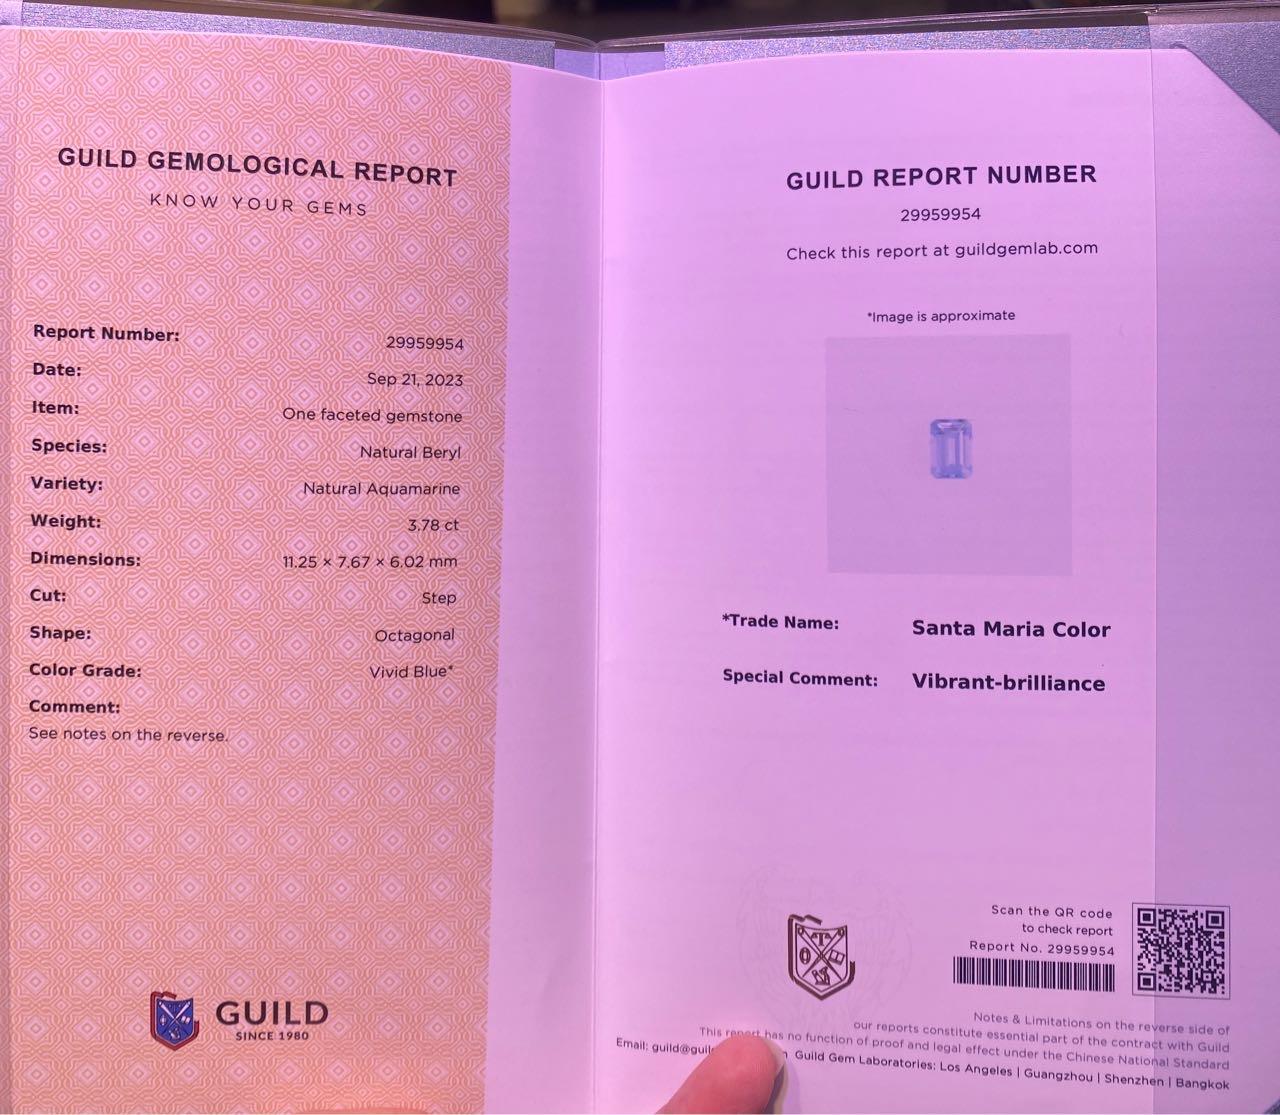 GUILD GEMOLOGICAL REPORT
KNOW YOUR GEMS
Report Number: 29959954
Date: Sep 21, 2023
Item: One faceted gemstone
Species: Natural Beryl
Variety: Natural Aquamarine
Weight: 3.78 ct
Dimensions: 11.25 × 7.67 × 6.02 mm
Cut: Step
Shape: Octagonal
Color Grade: Vivid Blue*
Comment:
See notes on the reverse.
GUILD
SINCE 1980
GUILD REPORT NUMBER
29959954
Check this report at guildgemlab.com
*Image is approximate
*Trade Name: Santa Maria Color
Special Comment: Vibrant-brilliance
Scan the QR code
to check report
Report No. 29959954
Notes & Limitations on the reverse side of
our reports constitute essential part of the contract with Guild
This report has no function of proof and legal effect under the Chinese National Standard
Email: Guild Gem Laboratories: Los Angeles | Guangzhou | Shenzhen | Bangkok